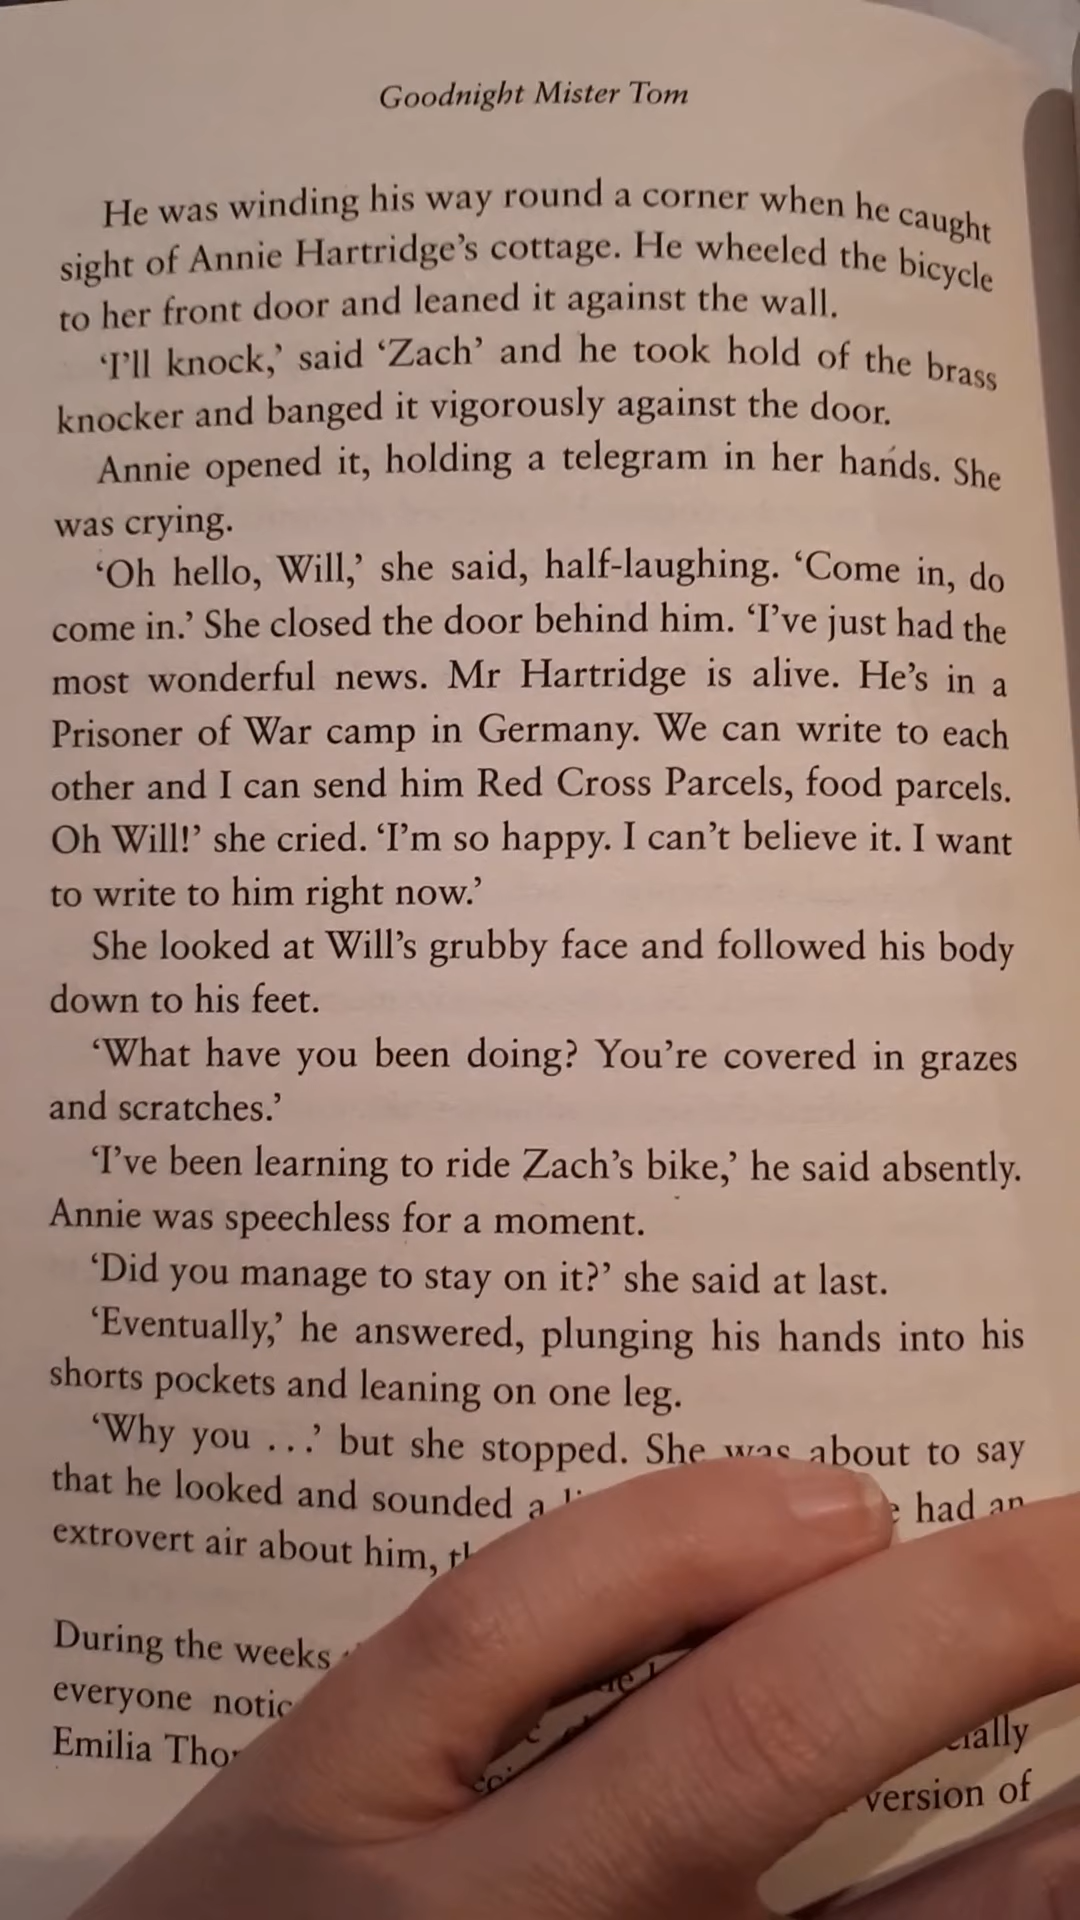 Goodnight Mister Tom
He was winding his way round a corner when he caught
sight of Annie Hartridge’s cottage. He wheeled the bicycle
to her front door and leaned it against the wall.
‘I’ll knock,’ said ‘Zach’ and he took hold of the brass
knocker and banged it vigorously against the door.
Annie opened it, holding a telegram in her hands. She
was crying.
‘Oh hello, Will,’ she said, half-laughing. ‘Come in, do
come in.’ She closed the door behind him. ‘I’ve just had the
most wonderful news. Mr Hartridge is alive. He’s in a
Prisoner of War camp in Germany. We can write to each
other and I can send him Red Cross Parcels, food parcels.
Oh Will!’ she cried. ‘I’m so happy. I can’t believe it. I want
to write to him right now.’
She looked at Will’s grubby face and followed his body
down to his feet.
‘What have you been doing? You’re covered in grazes
and scratches.’
‘I’ve been learning to ride Zach’s bike,’ he said absently.
Annie was speechless for a moment.
‘Did you manage to stay on it?’ she said at last.
‘Eventually,’ he answered, plunging his hands into his
shorts pockets and leaning on one leg.
‘Why you ...’ but she stopped. She was about to say
that he looked and sounded a had an
extrovert air about him,
During the weeks
everyone
Emilia
version of